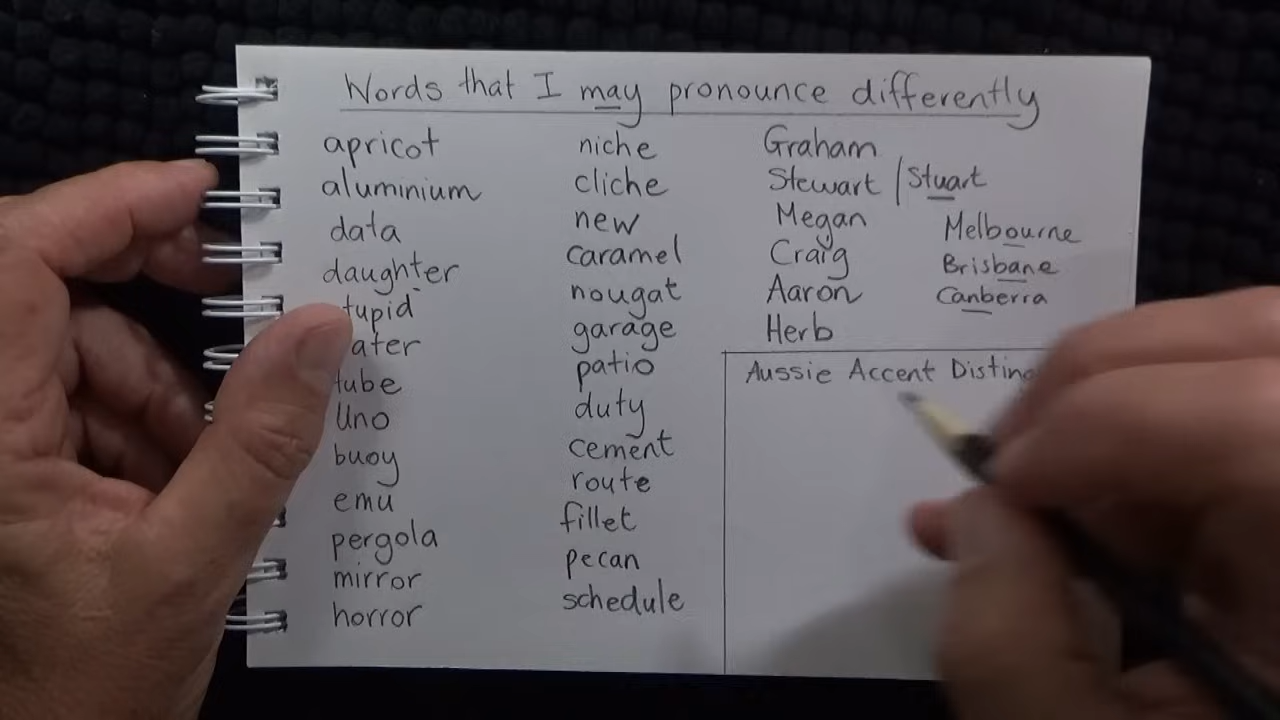 Words that I may pronounce differently
apricot
aluminium
data
daughter
tupid
ater
tube
Uno
buoy
emu
pergola
mirror
horror
niche
cliche
new
caramel
nougat
garage
patio
duty
cement
route
fillet
pecan
schedule
Graham
Stewart / Stuart
Megan
Craig
Aaron
Herb
Melbourne
Brisbane
Canberra
Aussie Accent Distinc